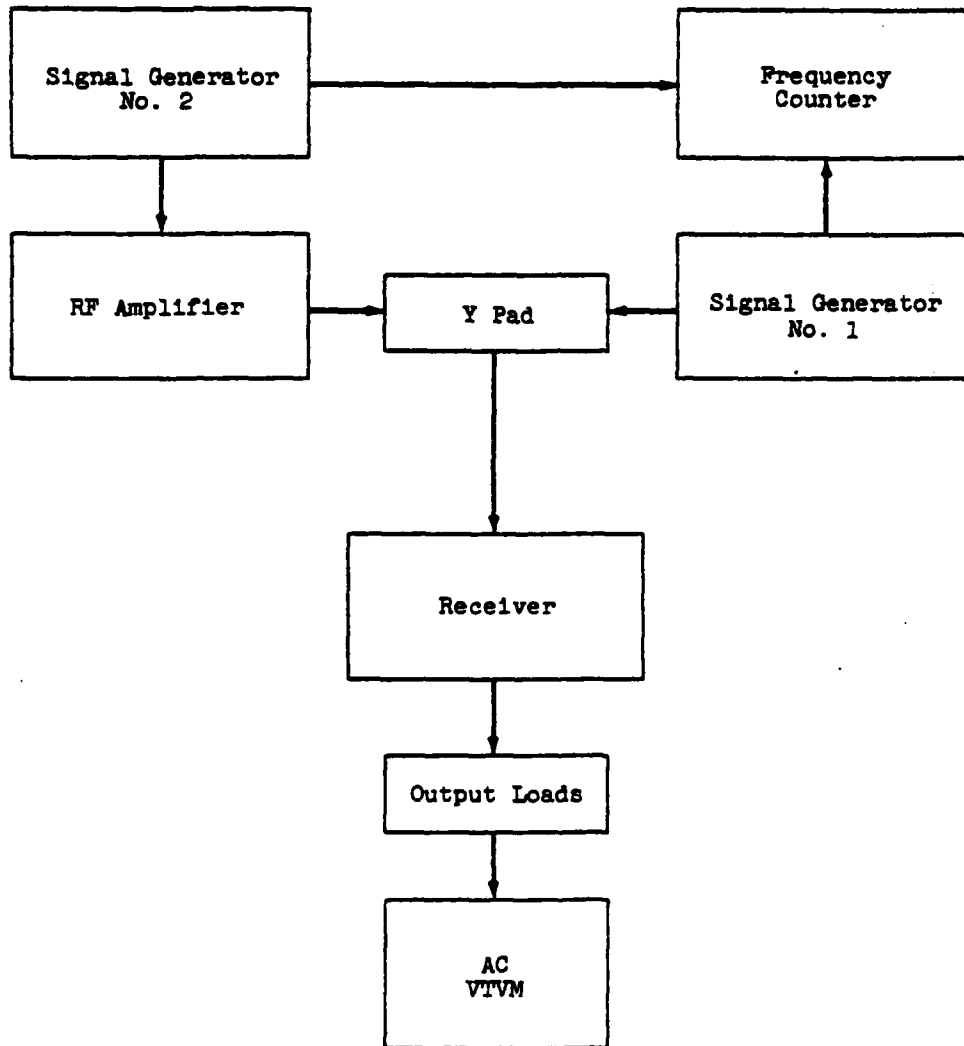 Signal Generator
No. 2
Frequency
Counter
RF Amplifier
Y Pad
Signal Generator
No. 1
Receiver
Output Loads
AC
VTVM